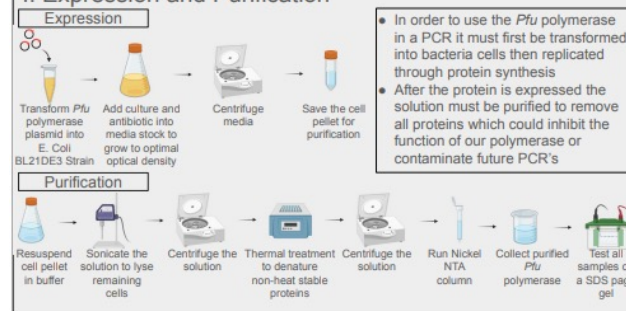 Expression and Purification
Expression
Transform Pfu
polymerase
plasmid into
E. Coli
BL21DE3 Strain
Add culture and
antibiotic into
media stock to
grow to optimal
optical density
Centrifuge
media
Save the cell
pellet for
purification
• In order to use the Pfu polymerase
in a PCR it must first be transformed
into bacteria cells then replicated
through protein synthesis
• After the protein is expressed the
solution must be purified to remove
all proteins which could inhibit the
function of our polymerase or
contaminate future PCR's
Purification
Resuspend
cell pellet
in buffer
Sonicate the
solution to lyse
remaining
cells
Centrifuge the
solution
Thermal treatment
to denature
non-heat stable
proteins
Centrifuge the
solution
Run Nickel
NTA
column
Collect purified
Pfu
polymerase
Test all
samples
a SDS pag
gel